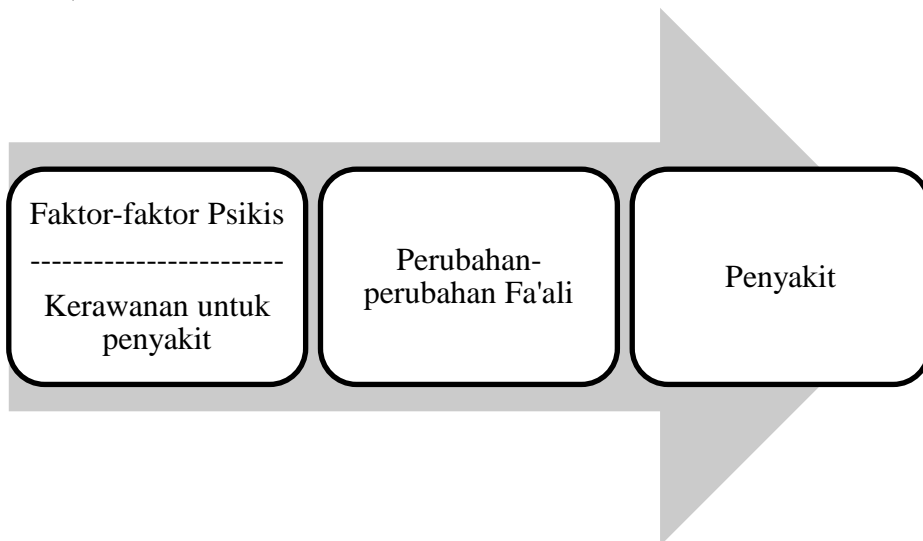 Faktor-faktor Psikis
------------------------
Kerawanan untuk
penyakit
Perubahan-
perubahan Fa'ali
Penyakit